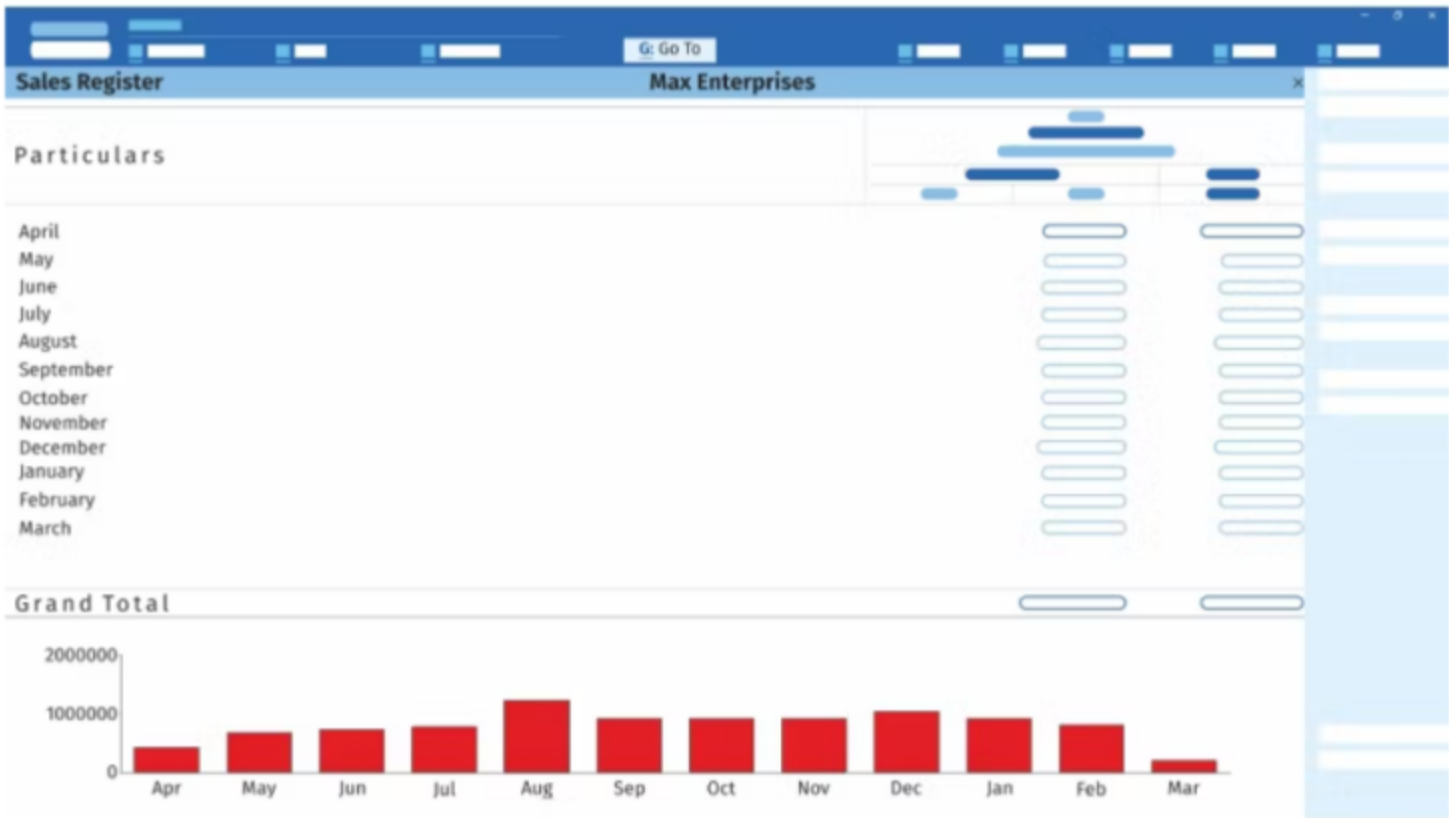 G: Go To
Sales Register
Max Enterprises
×
Particulars
April
May
June
July
August
September
October
November
December
January
February
March
Grand Total
2000000
1000000
0
Apr May Jun Jul Aug Sep Oct Nov Dec Jan Feb Mar